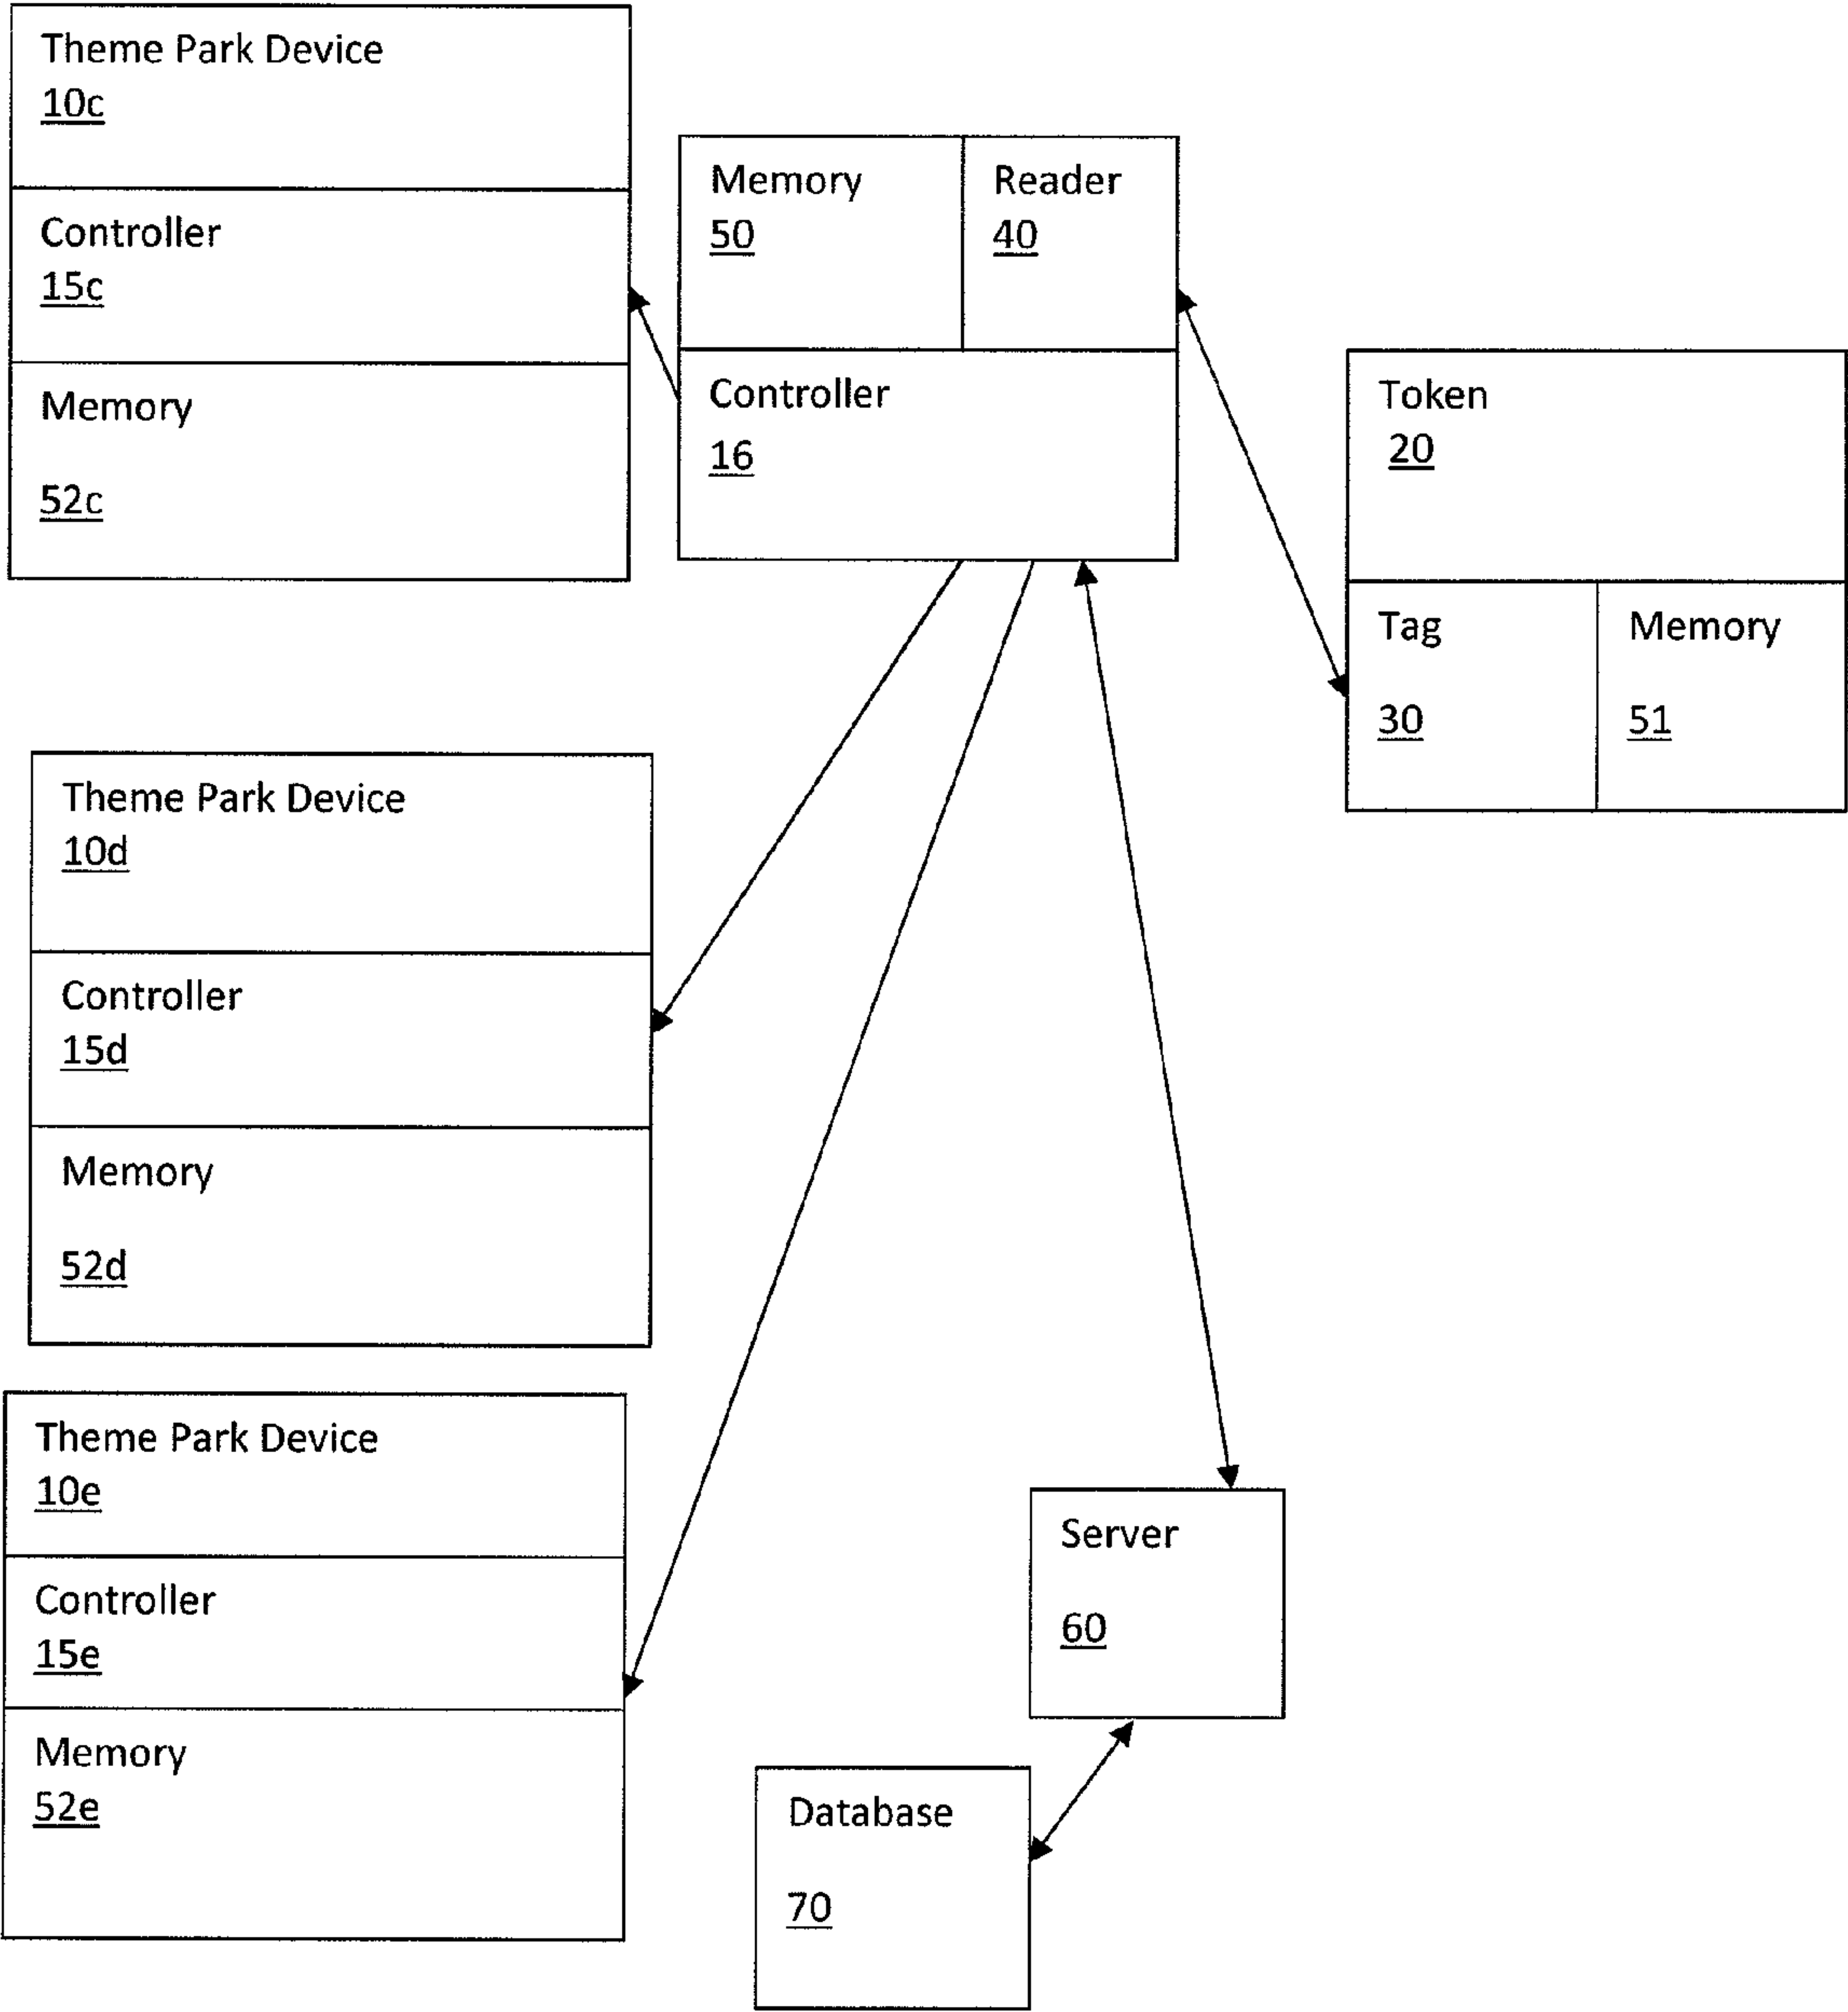 Theme Park Device
10c
Controller
15c
Memory
52c
Memory
50
Reader
40
Controller
16
Token
20
Tag
30
Memory
51
Theme Park Device
10d
Controller
15d
Memory
52d
Theme Park Device
10e
Controller
15e
Memory
52e
Server
60
Database
70